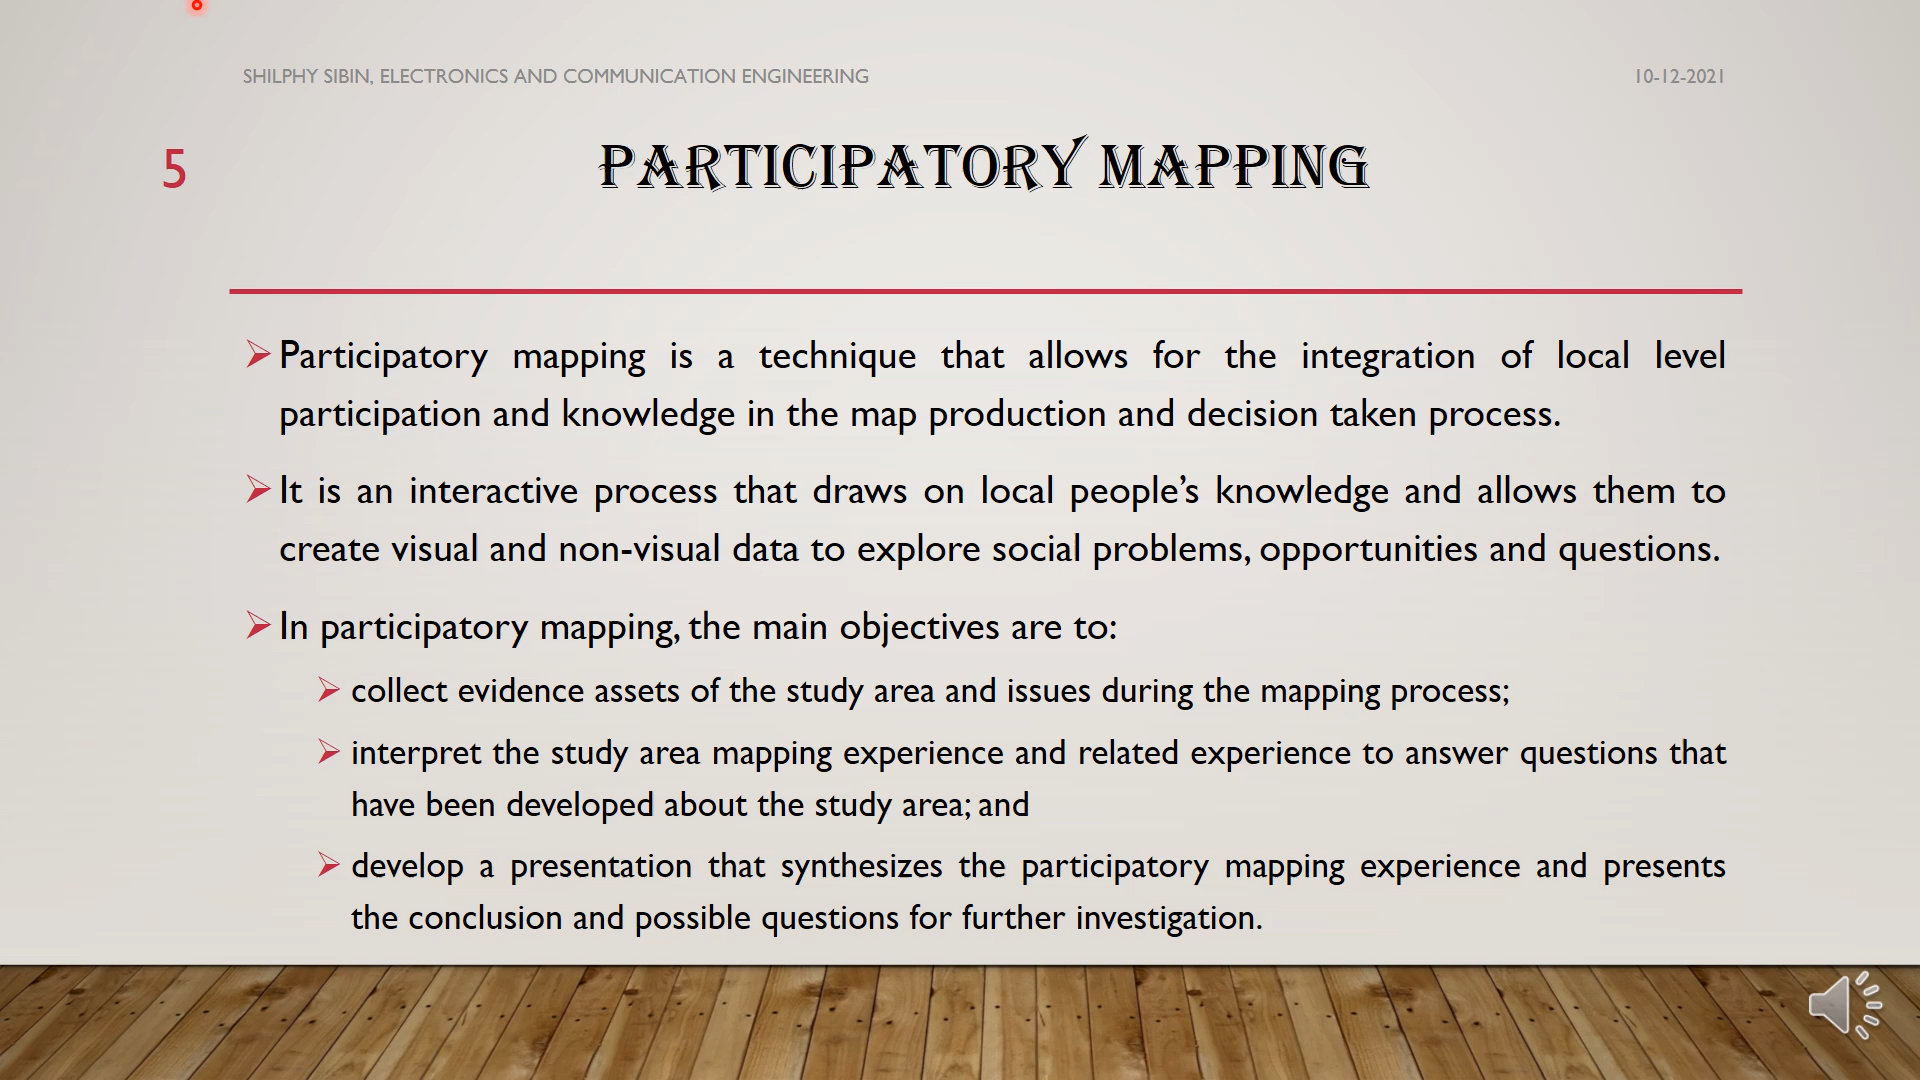 SHILPHY SIBIN, ELECTRONICS AND COMMUNICATION ENGINEERING
10-12-2021
5
PARTICIPATORY MAPPING
Participatory mapping is a technique that allows for the integration of local level
participation and knowledge in the map production and decision taken process.
It is an interactive process that draws on local people’s knowledge and allows them to
create visual and non-visual data to explore social problems, opportunities and questions.
In participatory mapping, the main objectives are to:
collect evidence assets of the study area and issues during the mapping process;
interpret the study area mapping experience and related experience to answer questions that
have been developed about the study area; and
develop a presentation that synthesizes the participatory mapping experience and presents
the conclusion and possible questions for further investigation.